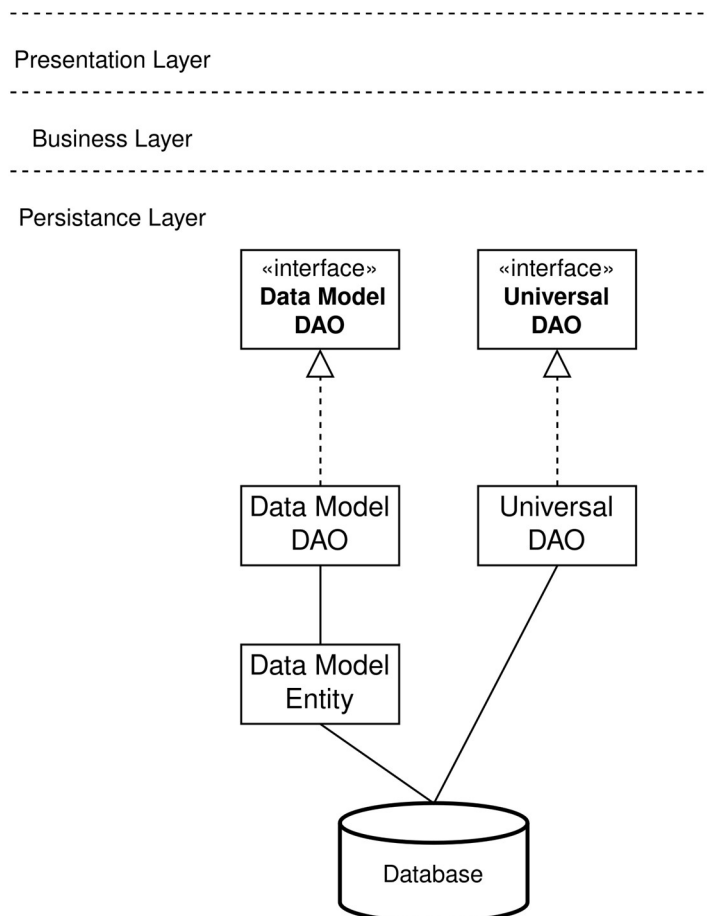 Presentation Layer
Business Layer
Persistance Layer
«interface»
Data Model
DAO
«interface»
Universal
DAO
Data Model
DAO
Universal
DAO
Data Model
Entity
Database